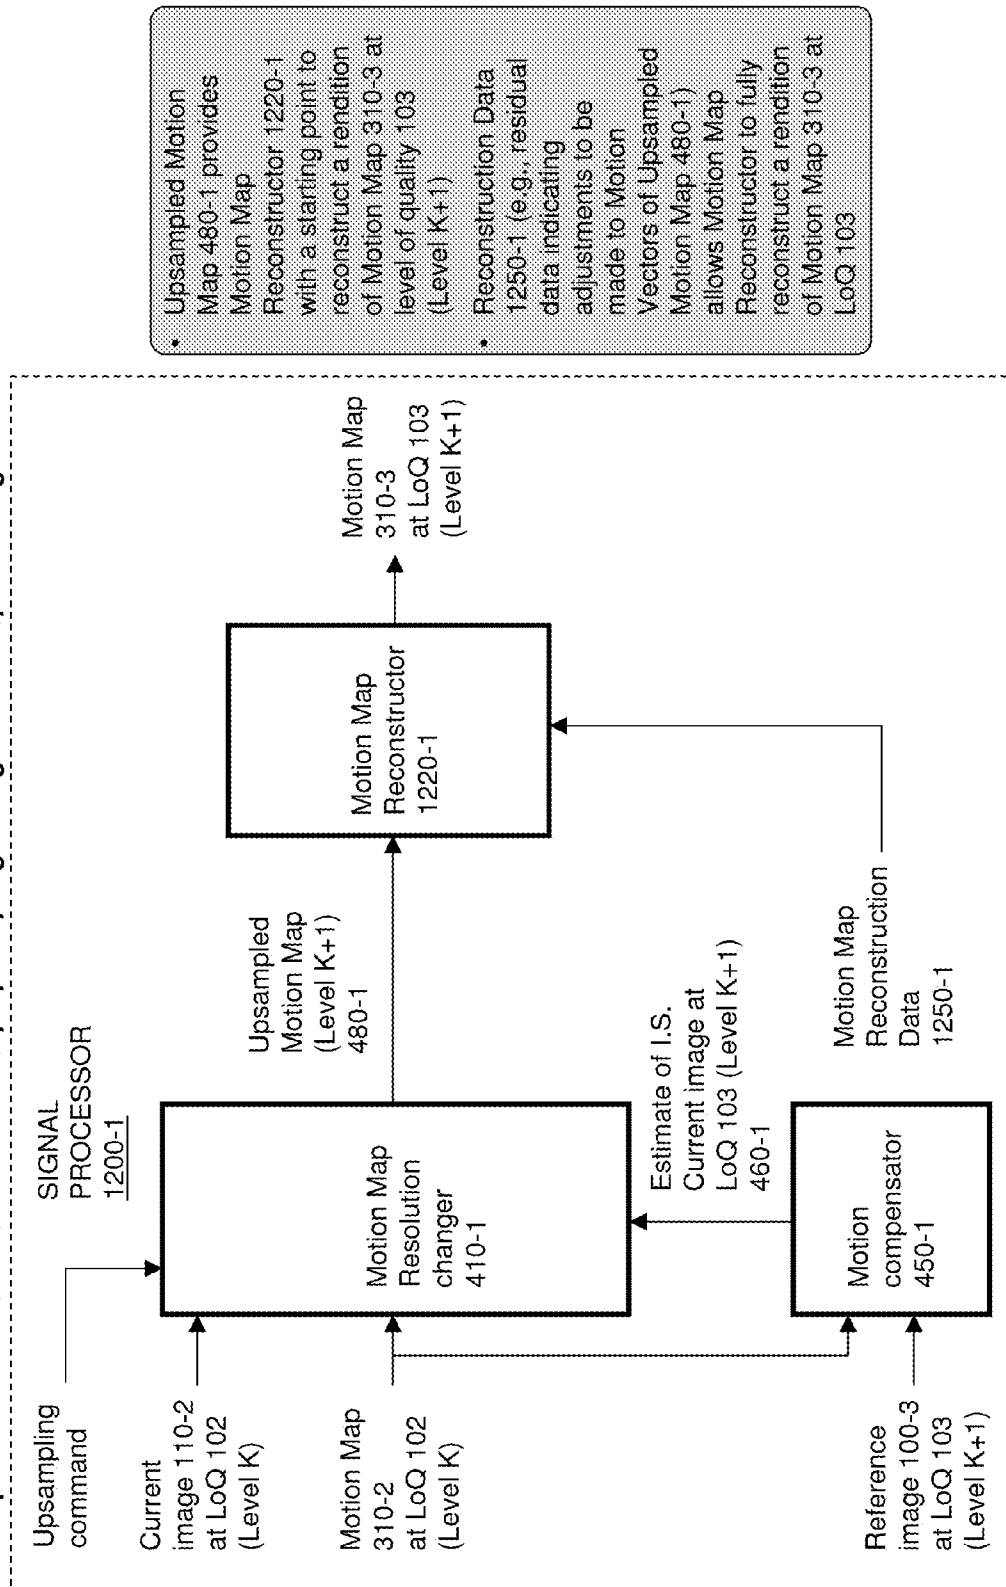 SIGNAL
PROCESSOR
1200-1
Upsampling
command
Current
image 110-2
at LoQ 102
(Level K)
Motion Map
310-2
at LoQ 102
(Level K)
Reference
image 100-3
at LoQ 103
(Level K+1)
Motion Map
Resolution
changer
410-1
Motion
compensator
450-1
Estimate of I.S.
Current image at
LoQ 103 (Level K+1)
460-1
Upsampled
Motion Map
(Level K+1)
480-1
Motion Map
Reconstruction
Data
1250-1
Motion Map
Reconstructor
1220-1
Motion Map
310-3
at LoQ 103
(Level K+1)
• Upsampled Motion
Map 480-1 provides
Motion Map
Reconstructor 1220-1
with a starting point to
reconstruct a rendition
of Motion Map 310-3 at
level of quality 103
(Level K+1)
• Reconstruction Data
1250-1 (e.g., residual
data indicating
adjustments to be
made to Motion
Vectors of Upsampled
Motion Map 480-1)
allows Motion Map
Reconstructor to fully
reconstruct a rendition
of Motion Map 310-3 at
LoQ 103